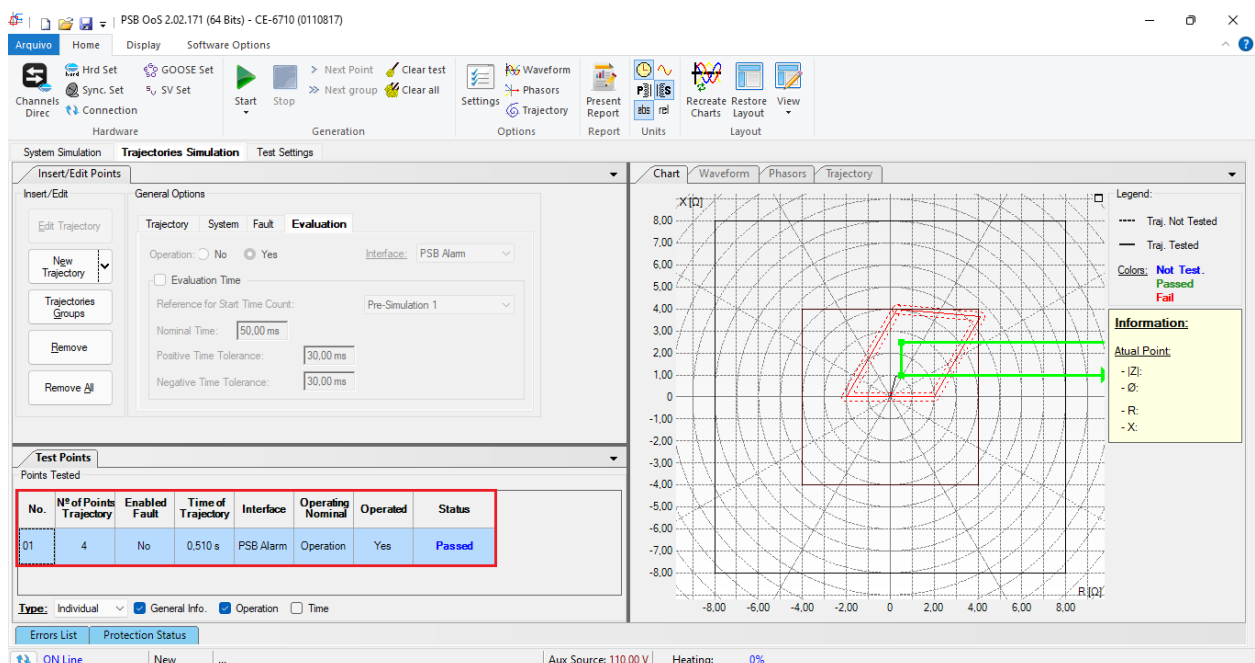 PSB OoS 2.02.171 (64 Bits) - CE-6710 (0110817)
Arquivo Home Display Software Options
Channels Direc
Hrd Set
Sync. Set
Connection
GOOSE Set
SV Set
Hardware
Start
Stop
Next Point
Next group
Clear test
Clear all
Generation
Settings
Waveform
Phasors
Trajectory
Options
Present Report
Report
abs rel
Units
Recreate Charts
Restore Layout
View
Layout
System Simulation Trajectories Simulation Test Settings
Insert/Edit Points
Insert/Edit
Edit Trajectory
New Trajectory
Trajectories Groups
Remove
Remove All
General Options
Trajectory System Fault Evaluation
Operation: No Yes Interface: PSB Alarm
Evaluation Time
Reference for Start Time Count: Pre-Simulation 1
Nominal Time: 50,00 ms
Positive Time Tolerance: 30,00 ms
Negative Time Tolerance: 30,00 ms
Test Points
Points Tested
No. Nº of Points Trajectory Enabled Fault Time of Trajectory Interface Operating Nominal Operated Status
01 4 No 0,510 s PSB Alarm Operation Yes Passed
Type: Individual General Info. Operation Time
Errors List Protection Status
Chart Waveform Phasors Trajectory
X [Ω]
8,00
7,00
6,00
5,00
4,00
3,00
2,00
1,00
0
-1,00
-2,00
-3,00
-4,00
-5,00
-6,00
-7,00
-8,00
R [Ω]
-8,00 -6,00 -4,00 -2,00 0 2,00 4,00 6,00 8,00
Legend:
Traj. Not Tested
Traj. Tested
Colors: Not Test.
Passed
Fail
Information:
Atual Point:
- |Z|:
- Ø:
- R:
- X:
ON Line New ... Aux Source: 110.00 V Heating: 0%